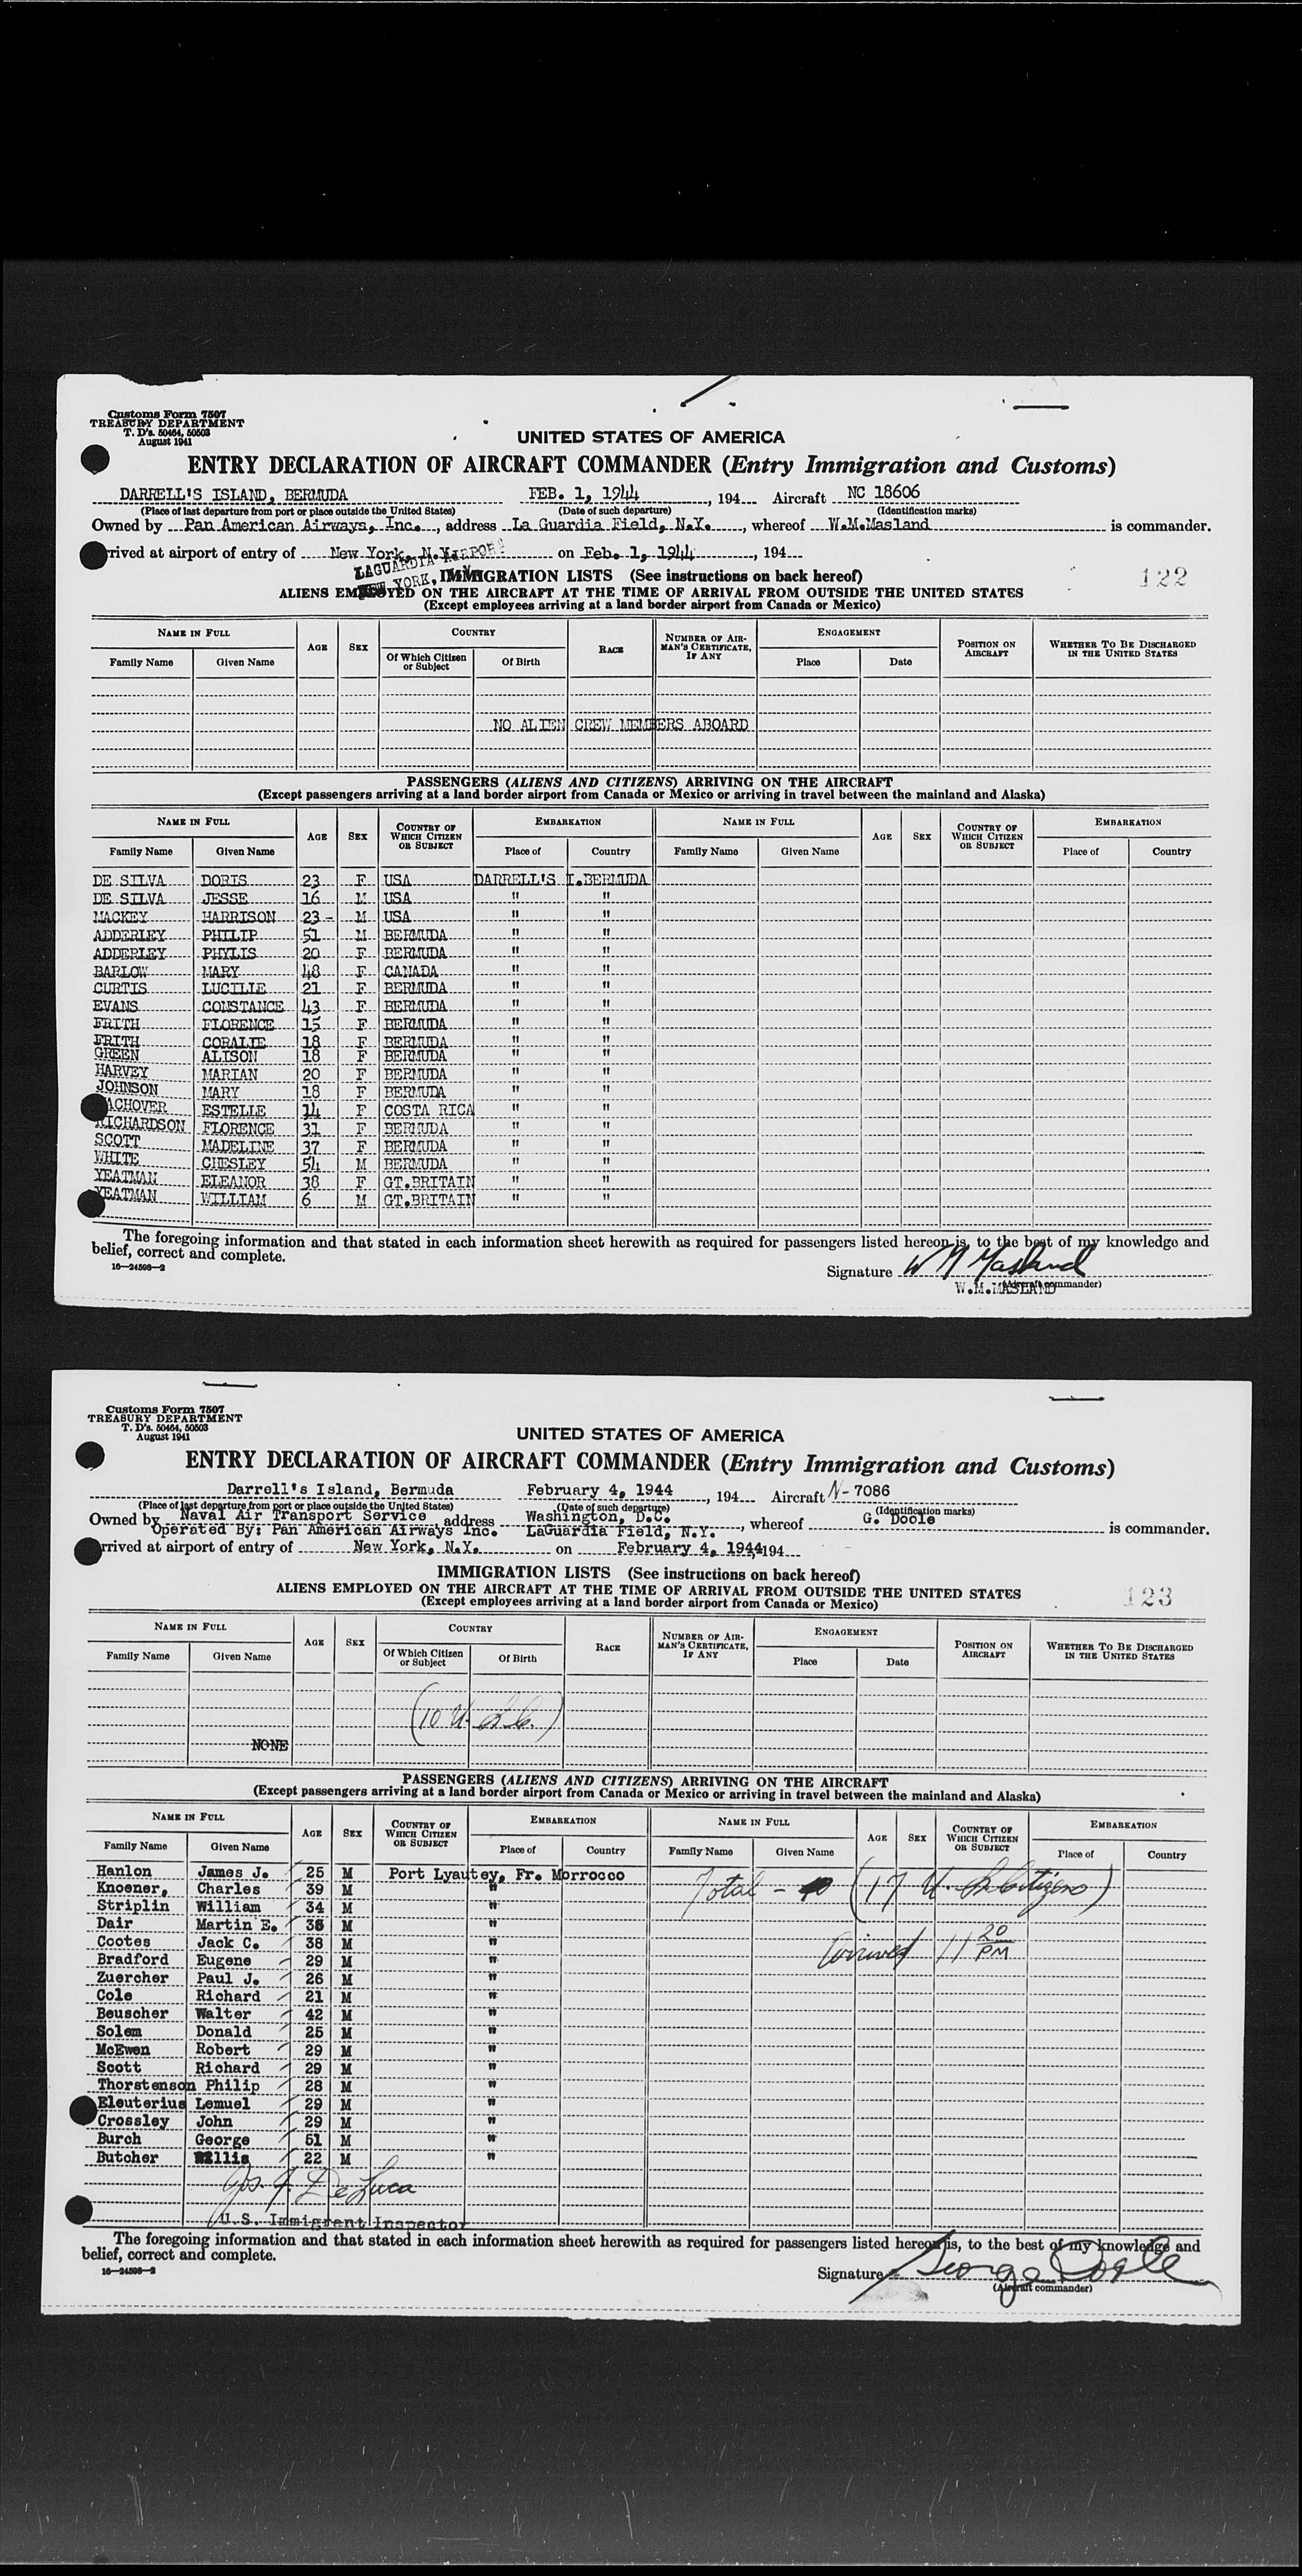 Customs Form 7507
TREASURY DEPARTMENT
T. D's. 50464, 50503
August 1941
UNITED STATES OF AMERICA
ENTRY DECLARATION OF AIRCRAFT COMMANDER (Entry Immigration and Customs)
DARRELL'S ISLAND, BERMUDA FEB. 1, 1944, 194 Aircraft NC 18606
(Place of last departure from port or place outside the United States) (Date of such departure) (Identification marks)
Owned by Pan American Airways, Inc., address La Guardia Field, N.Y., whereof W.M.Masland is commander.
rrived at airport of entry of New York, N.Y. on Feb. 1, 1944, 194
LAGUARDIA AIRPORT
NEW YORK, N.Y.
IMMIGRATION LISTS (See instructions on back hereof)
122
ALIENS EMPLOYED ON THE AIRCRAFT AT THE TIME OF ARRIVAL FROM OUTSIDE THE UNITED STATES
(Except employees arriving at a land border airport from Canada or Mexico)
NAME IN FULL AGE SEX COUNTRY RACE NUMBER OF AIRMAN'S CERTIFICATE, IF ANY ENGAGEMENT POSITION ON AIRCRAFT WHETHER TO BE DISCHARGED IN THE UNITED STATES
Family Name Given Name Of Which Citizen or Subject Of Birth Place Date
NO ALIEN CREW MEMBERS ABOARD
PASSENGERS (ALIENS AND CITIZENS) ARRIVING ON THE AIRCRAFT
(Except passengers arriving at a land border airport from Canada or Mexico or arriving in travel between the mainland and Alaska)
NAME IN FULL AGE SEX COUNTRY OF WHICH CITIZEN OR SUBJECT EMBARKATION NAME IN FULL AGE SEX COUNTRY OF WHICH CITIZEN OR SUBJECT EMBARKATION
Family Name Given Name Place of Country Family Name Given Name Place of Country
DE SILVA DORIS 23 F USA DARRELL'S I.BERMUDA
DE SILVA JESSE 16 M USA " "
MACKEY HARRISON 23 - M USA " "
ADDERLEY PHILIP 51 M BERMUDA " "
ADDERLEY PHYLIS 20 F BERMUDA " "
BARLOW MARY 48 F CANADA " "
CURTIS LUCILLE 21 F BERMUDA " "
EVANS CONSTANCE 43 F BERMUDA " "
FRITH FLORENCE 15 F BERMUDA " "
FRITH CORALIE 18 F BERMUDA " "
GREEN ALISON 18 F BERMUDA " "
HARVEY MARIAN 20 F BERMUDA " "
JOHNSON MARY 18 F BERMUDA " "
ACHOVER ESTELLE 14 F COSTA RICA " "
RICHARDSON FLORENCE 31 F BERMUDA " "
SCOTT MADELINE 37 F BERMUDA " "
WHITE CHESLEY 54 M BERMUDA " "
YEATMAN ELEANOR 38 F GT.BRITAIN " "
YEATMAN WILLIAM 6 M GT.BRITAIN " "
The foregoing information and that stated in each information sheet herewith as required for passengers listed hereon is, to the best of my knowledge and
belief, correct and complete.
16—24598—2
Signature W M Masland
(Aircraft commander)
W.M.MASLAND
Customs Form 7507
TREASURY DEPARTMENT
T. D's. 50464, 50503
August 1941
UNITED STATES OF AMERICA
ENTRY DECLARATION OF AIRCRAFT COMMANDER (Entry Immigration and Customs)
Darrell's Island, Bermuda February 4, 1944, 194 Aircraft N- 7086
(Place of last departure from port or place outside the United States) (Date of such departure) (Identification marks)
Owned by Naval Air Transport Service address Washington, D.C., whereof G. Doole is commander.
Operated By: Pan American Airways Inc. LaGuardia Field, N.Y.
rrived at airport of entry of New York, N.Y. on February 4, 1944, 194
IMMIGRATION LISTS (See instructions on back hereof)
ALIENS EMPLOYED ON THE AIRCRAFT AT THE TIME OF ARRIVAL FROM OUTSIDE THE UNITED STATES
123
(Except employees arriving at a land border airport from Canada or Mexico)
NAME IN FULL AGE SEX COUNTRY RACE NUMBER OF AIRMAN'S CERTIFICATE, IF ANY ENGAGEMENT POSITION ON AIRCRAFT WHETHER TO BE DISCHARGED IN THE UNITED STATES
Family Name Given Name Of Which Citizen or Subject Of Birth Place Date
(10 U.S.C.)
NONE
PASSENGERS (ALIENS AND CITIZENS) ARRIVING ON THE AIRCRAFT
(Except passengers arriving at a land border airport from Canada or Mexico or arriving in travel between the mainland and Alaska)
NAME IN FULL AGE SEX COUNTRY OF WHICH CITIZEN OR SUBJECT EMBARKATION NAME IN FULL AGE SEX COUNTRY OF WHICH CITIZEN OR SUBJECT EMBARKATION
Family Name Given Name Place of Country Family Name Given Name Place of Country
Hanlon James J. 25 M Port Lyautey, Fr. Morrocco
Knoener, Charles 39 M " Total - (17 U.S. Citizens)
Striplin William 34 M "
Dair Martin E. 38 M "
Cootes Jack C. 38 M " Arrived 11 20 PM
Bradford Eugene 29 M "
Zuercher Paul J. 26 M "
Cole Richard 21 M "
Beuscher Walter 42 M "
Solem Donald 25 M "
McEwen Robert 29 M "
Scott Richard 29 M "
Thorstenson Philip 28 M "
Eleuterius Lemuel 29 M "
Crossley John 29 M "
Burch George 51 M "
Butcher Willis 22 M "
Jos. J. DeLuca
U.S. Immigrant Inspector
The foregoing information and that stated in each information sheet herewith as required for passengers listed hereon is, to the best of my knowledge and
belief, correct and complete.
16—24598—2
Signature George Doole
(Aircraft commander)